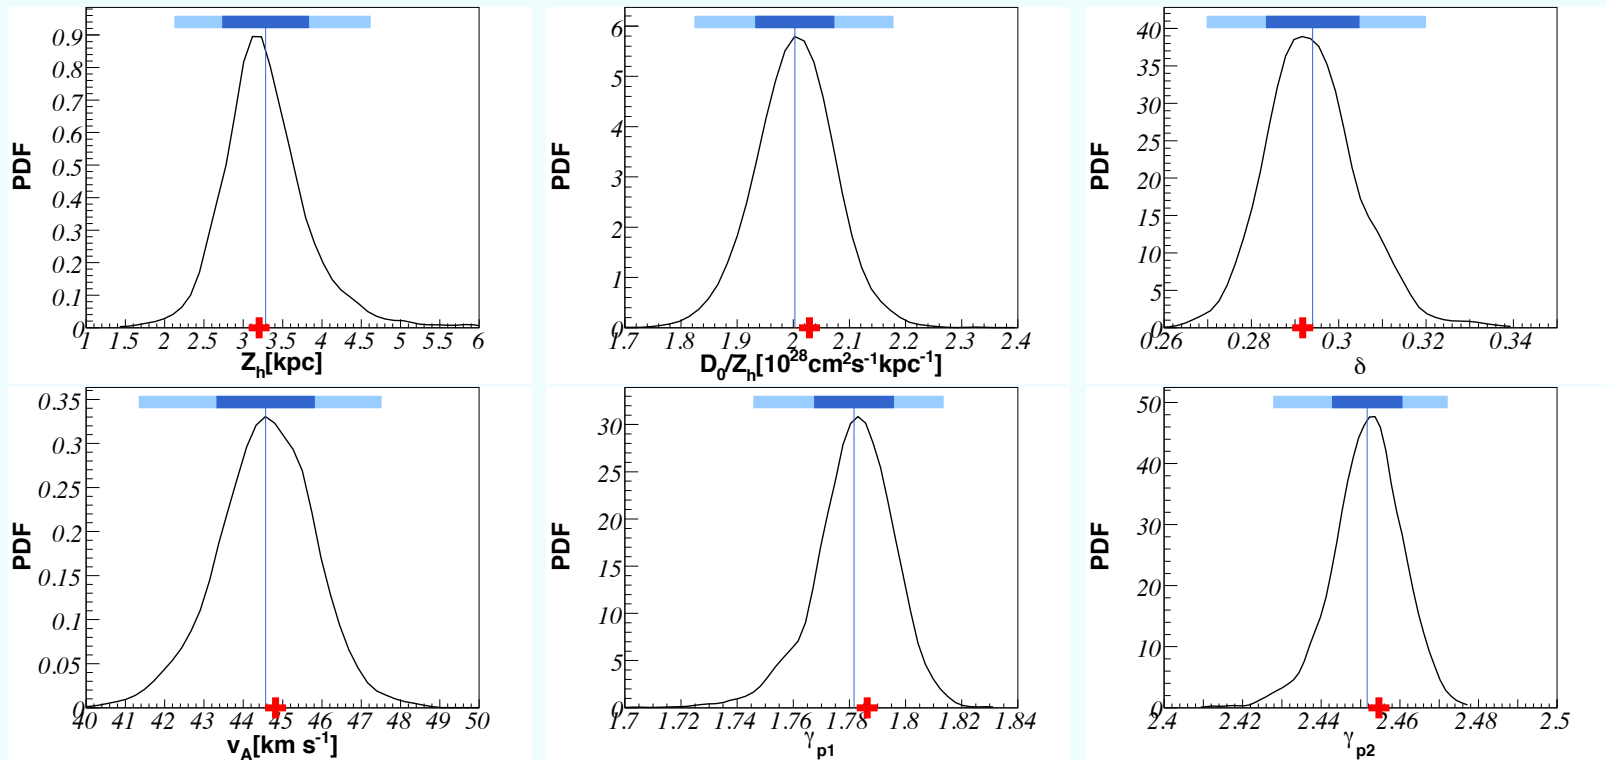 PDF
0.9
0.8
0.7
0.6
0.5
0.4
0.3
0.2
0.1
0
1 1.5 2 2.5 3 3.5 4 4.5 5 5.5 6
Z_h[kpc]
PDF
6
5
4
3
2
1
0
1.7 1.8 1.9 2 2.1 2.2 2.3 2.4
D_0/Z_h[10^28cm^2s^-1kpc^-1]
PDF
40
35
30
25
20
15
10
5
0
0.26 0.28 0.3 0.32 0.34
δ
PDF
0.35
0.3
0.25
0.2
0.15
0.1
0.05
0
40 41 42 43 44 45 46 47 48 49 50
v_A[km s^-1]
PDF
30
25
20
15
10
5
0
1.7 1.72 1.74 1.76 1.78 1.8 1.82 1.84
γ_p1
PDF
50
40
30
20
10
0
2.4 2.42 2.44 2.46 2.48 2.5
γ_p2